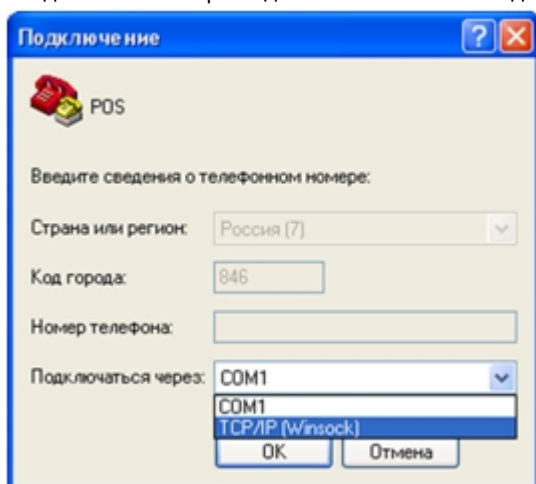 Подключение
POS
Введите сведения о телефонном номере:
Страна или регион: Россия (7)
Код города: 846
Номер телефона:
Подключаться через: COM1
COM1
TCP/IP (Winsock)
OK Отмена